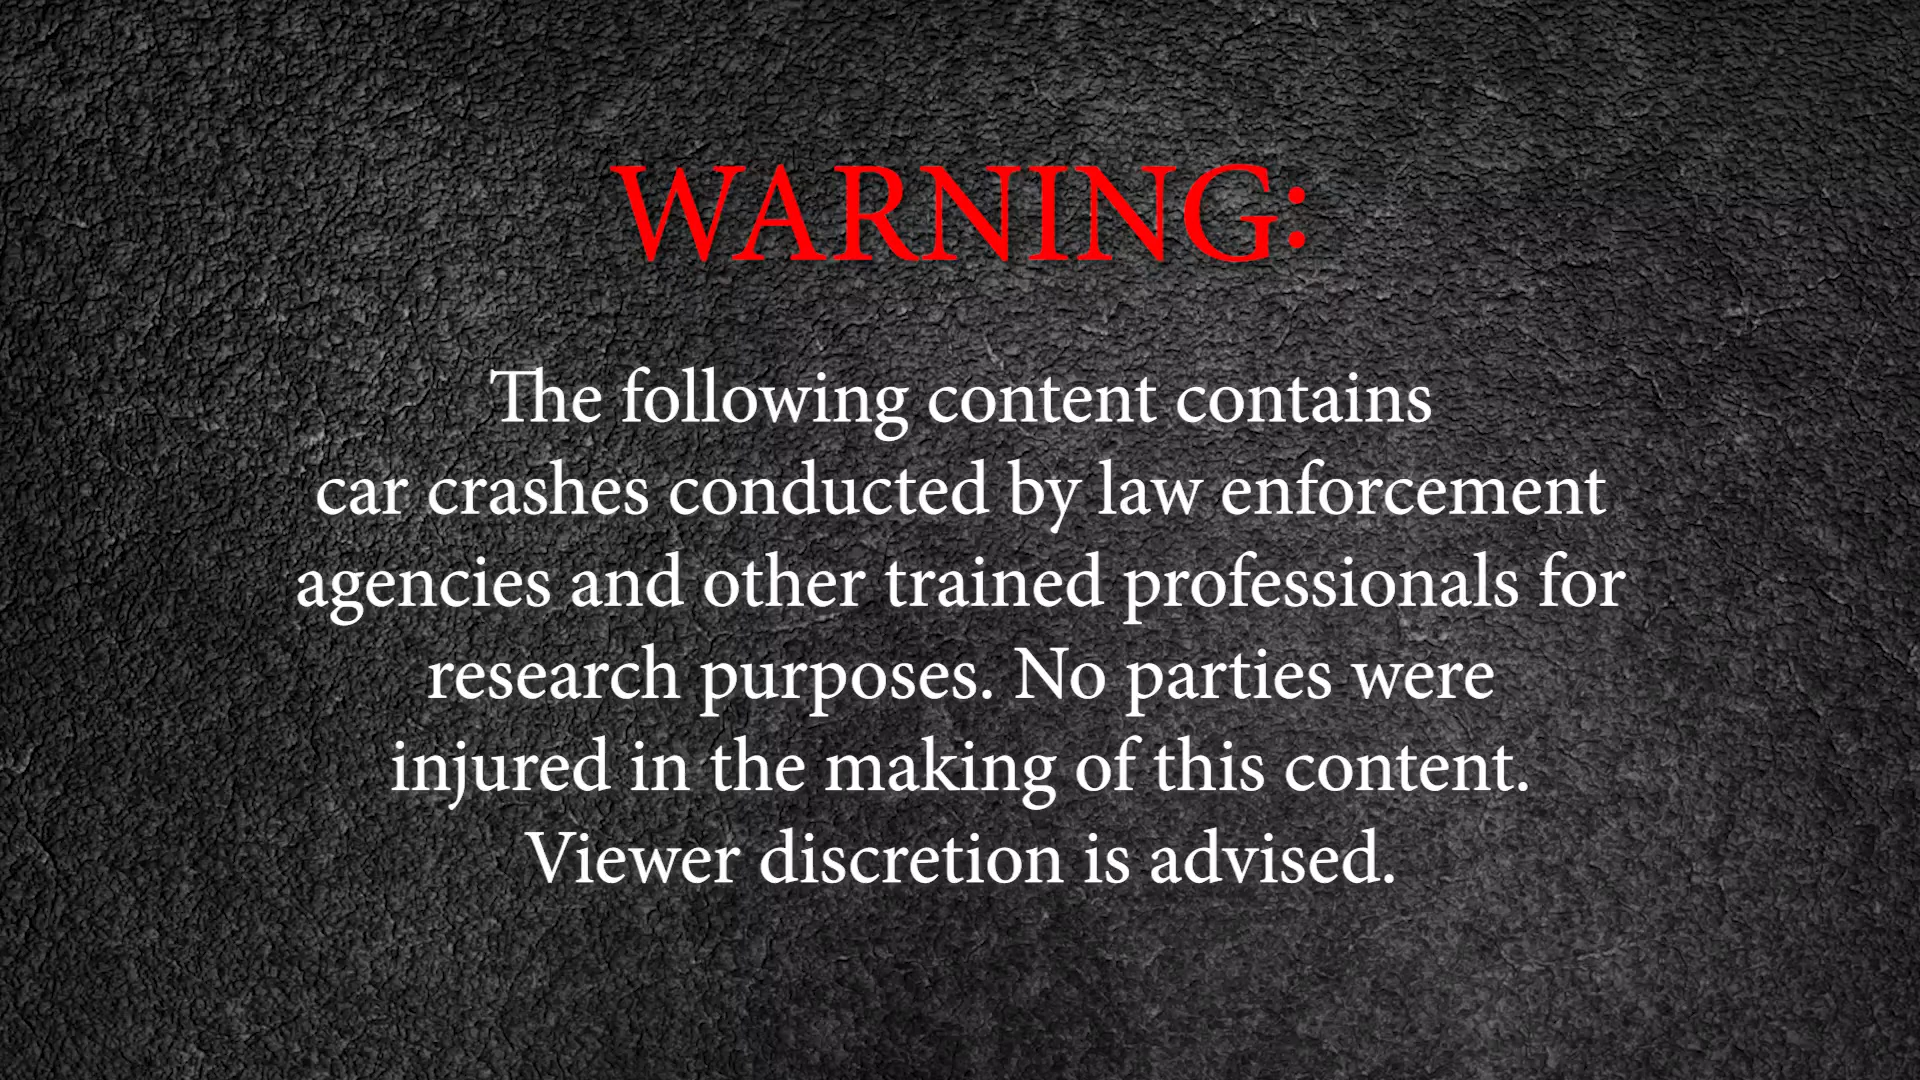 WARNING:
The following content contains
car crashes conducted by law enforcement
agencies and other trained professionals for
research purposes. No parties were
injured in the making of this content.
Viewer discretion is advised.